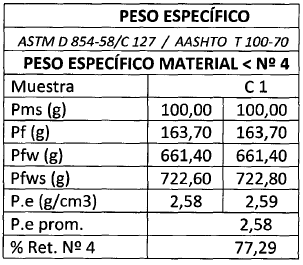 PESO ESPECÍFICO
ASTM D 854-58/C 127 / AASHTO T 100-70
PESO ESPECÍFICO MATERIAL < Nº 4
Muestra C 1
Pms (g) 100,00 100,00
Pf (g) 163,70 163,70
Pfw (g) 661,40 661,40
Pfws (g) 722,60 722,80
P.e (g/cm3) 2,58 2,59
P.e prom. 2,58
% Ret. Nº 4 77,29